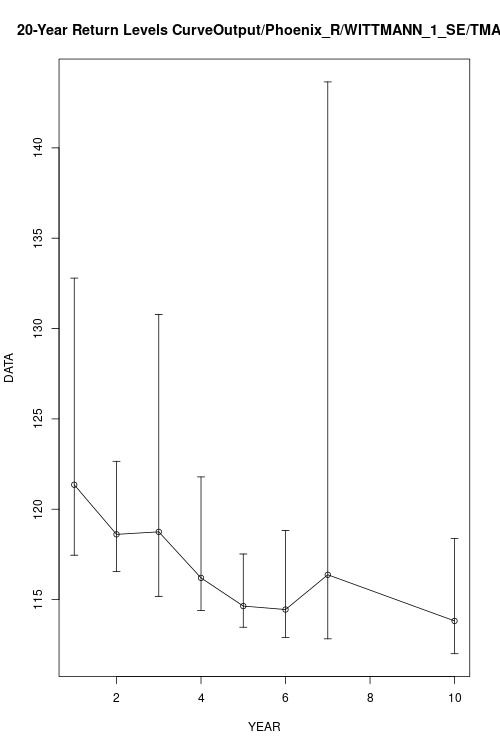 20-Year Return Levels CurveOutput/Phoenix_R/WITTMANN_1_SE/TMA
140
135
130
125
120
115
DATA
2 4 6 8 10
YEAR